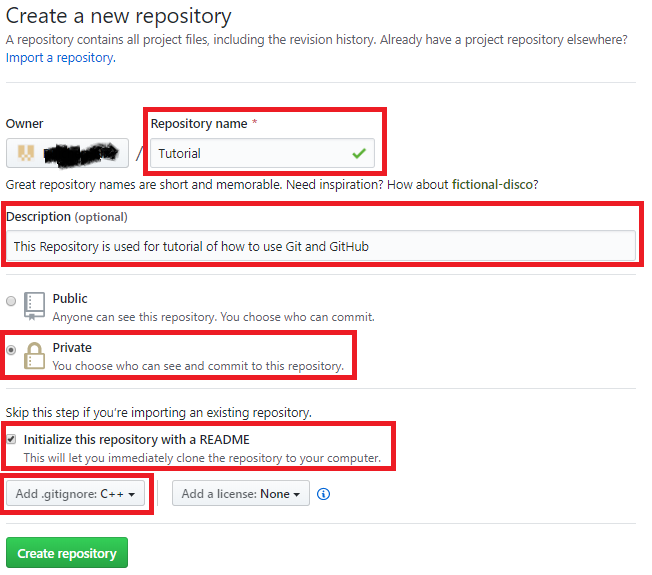 Create a new repository
A repository contains all project files, including the revision history. Already have a project repository elsewhere?
Import a repository.
Owner
Repository name *
/
Tutorial
Great repository names are short and memorable. Need inspiration? How about fictional-disco?
Description (optional)
This Repository is used for tutorial of how to use Git and GitHub
Public
Anyone can see this repository. You choose who can commit.
Private
You choose who can see and commit to this repository.
Skip this step if you're importing an existing repository.
Initialize this repository with a README
This will let you immediately clone the repository to your computer.
Add .gitignore: C++
Add a license: None
Create repository